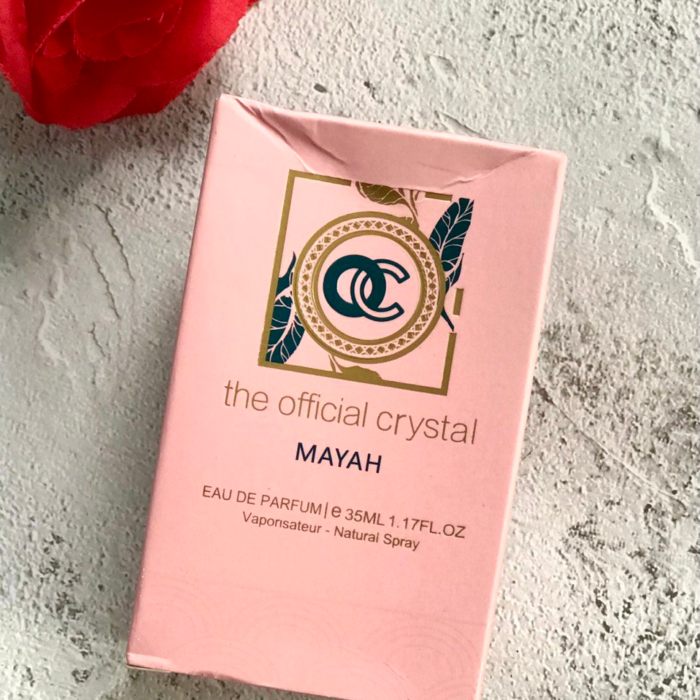 OC
the official crystal
MAYAH
EAU DE PARFUM|e 35ML 1.17FL.OZ
Vaporisateur - Natural Spray